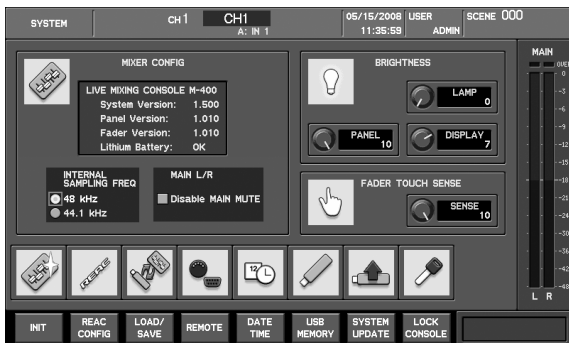 SYSTEM
CH 1 CH1
A: IN 1
05/15/2008
11:35:59
USER
ADMIN
SCENE 000
MIXER CONFIG
LIVE MIXING CONSOLE M-400
System Version: 1.500
Panel Version: 1.010
Fader Version: 1.010
Lithium Battery: OK
INTERNAL
SAMPLING FREQ
48 kHz
44.1 kHz
MAIN L/R
Disable MAIN MUTE
BRIGHTNESS
LAMP
0
PANEL
10
DISPLAY
7
FADER TOUCH SENSE
SENSE
10
MAIN
OVER
0
-3
-6
-9
-12
-15
-18
-21
-24
-30
-36
-42
-48
L R
REAC
12
INIT
REAC
CONFIG
LOAD/
SAVE
REMOTE
DATE
TIME
USB
MEMORY
SYSTEM
UPDATE
LOCK
CONSOLE